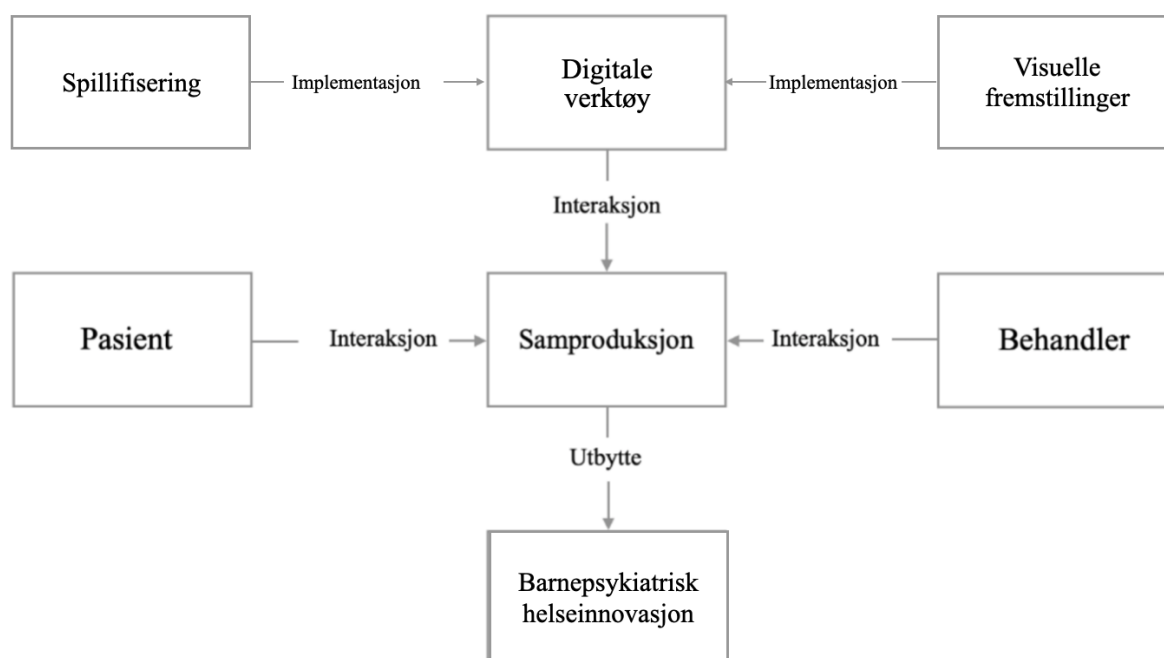 Spillifisering
Implementasjon
Digitale
verktøy
Implementasjon
Visuelle
fremstillinger
Interaksjon
Pasient
Interaksjon
Samproduksjon
Interaksjon
Behandler
Utbytte
Barnepsykiatrisk
helseinnovasjon